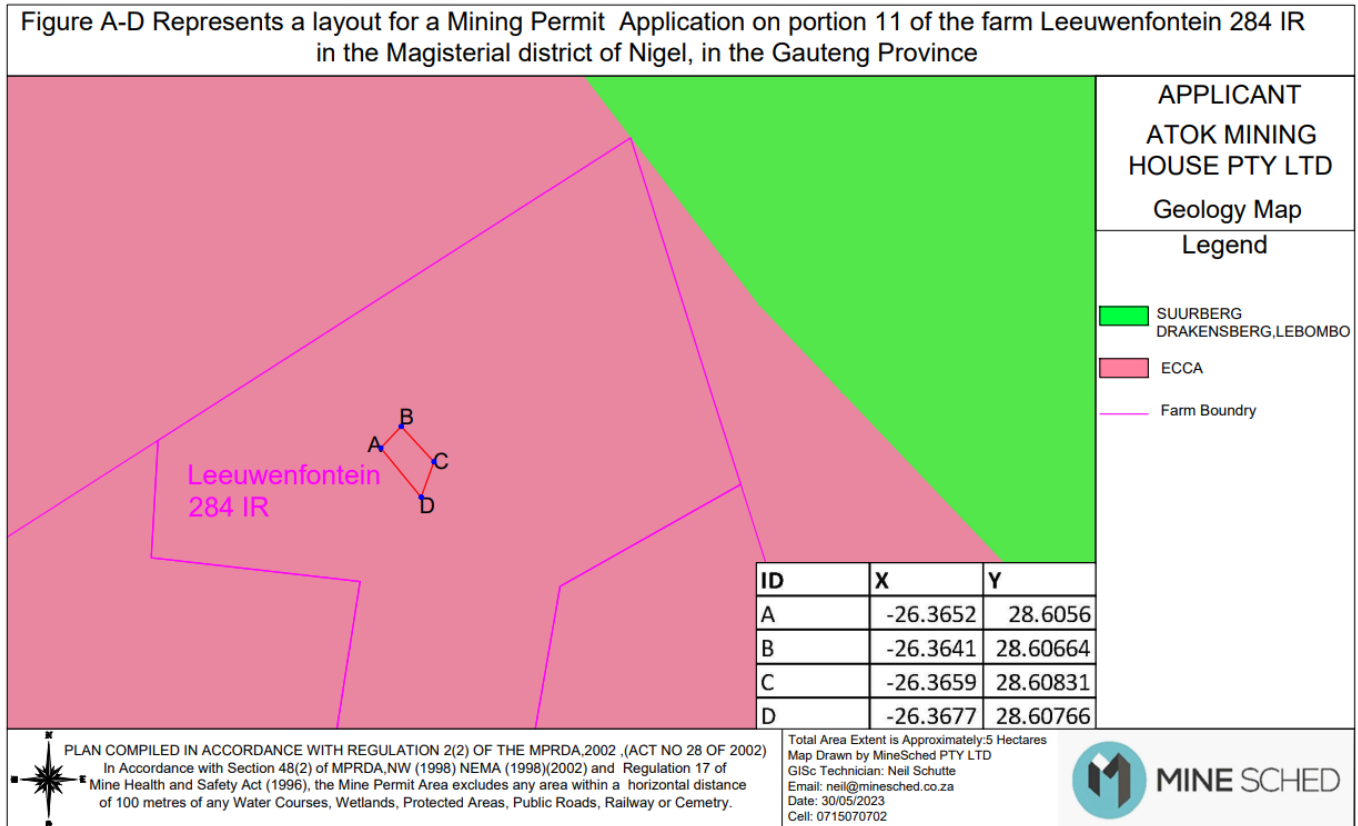 Figure A-D Represents a layout for a Mining Permit  Application on portion 11 of the farm Leeuwenfontein 284 IR
in the Magisterial district of Nigel, in the Gauteng Province
APPLICANT
ATOK MINING
HOUSE PTY LTD
Geology Map
Legend
SUURBERG
DRAKENSBERG,LEBOMBO
ECCA
Farm Boundry
B
A
C
D
Leeuwenfontein
284 IR
ID X Y
A -26.3652 28.6056
B -26.3641 28.60664
C -26.3659 28.60831
D -26.3677 28.60766
PLAN COMPILED IN ACCORDANCE WITH REGULATION 2(2) OF THE MPRDA,2002 ,(ACT NO 28 OF 2002)
In Accordance with Section 48(2) of MPRDA,NW (1998) NEMA (1998)(2002) and  Regulation 17 of
Mine Health and Safety Act (1996), the Mine Permit Area excludes any area within a  horizontal distance
of 100 metres of any Water Courses, Wetlands, Protected Areas, Public Roads, Railway or Cemetry.
Total Area Extent is Approximately:5 Hectares
Map Drawn by MineSched PTY LTD
GISc Technician: Neil Schutte
Email: neil@minesched.co.za
Date: 30/05/2023
Cell: 0715070702
MINE SCHED